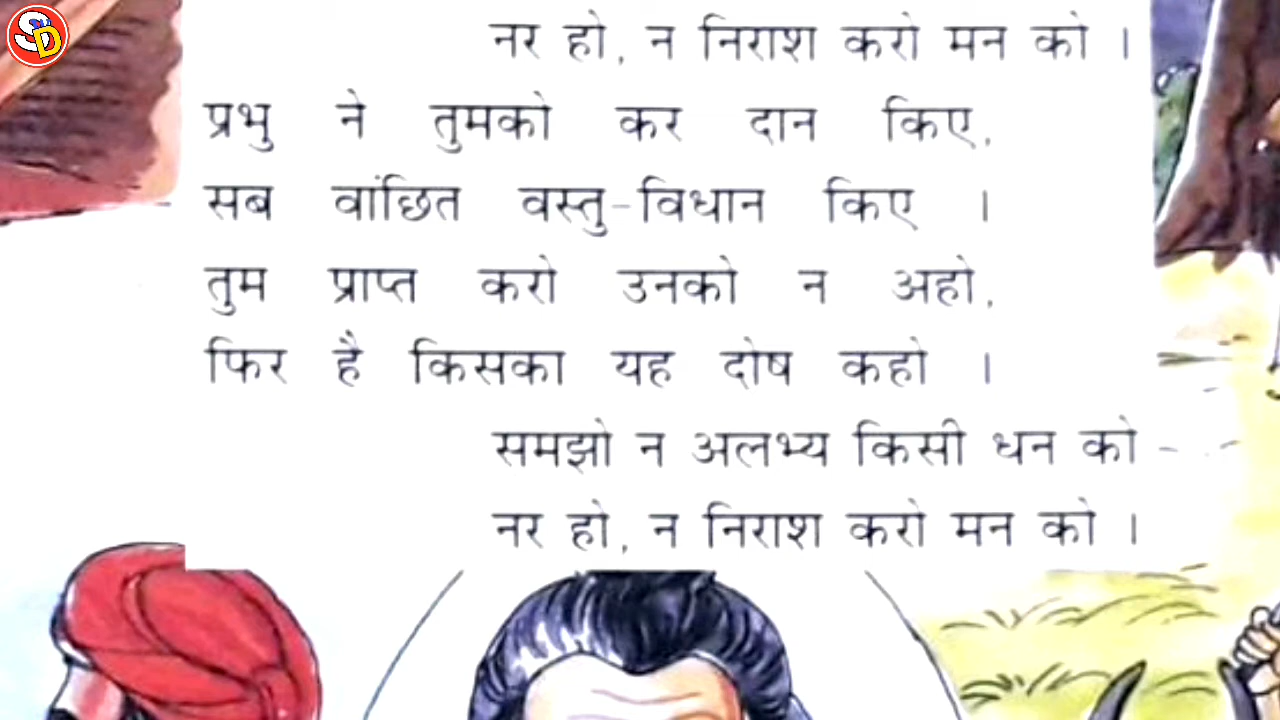 SD
नर हो, न निराश करो मन को ।
प्रभु ने तुमको कर दान किए,
सब वांछित वस्तु-विधान किए ।
तुम प्राप्त करो उनको न अहो,
फिर है किसका यह दोष कहो ।
समझो न अलभ्य किसी धन को -
नर हो, न निराश करो मन को ।